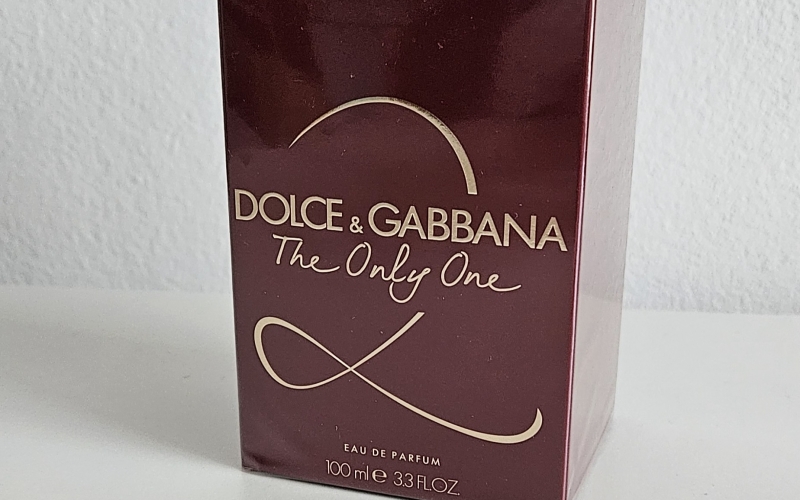 DOLCE & GABBANA
The Only One
EAU DE PARFUM
100 ml ℮ 3.3 FL.OZ.